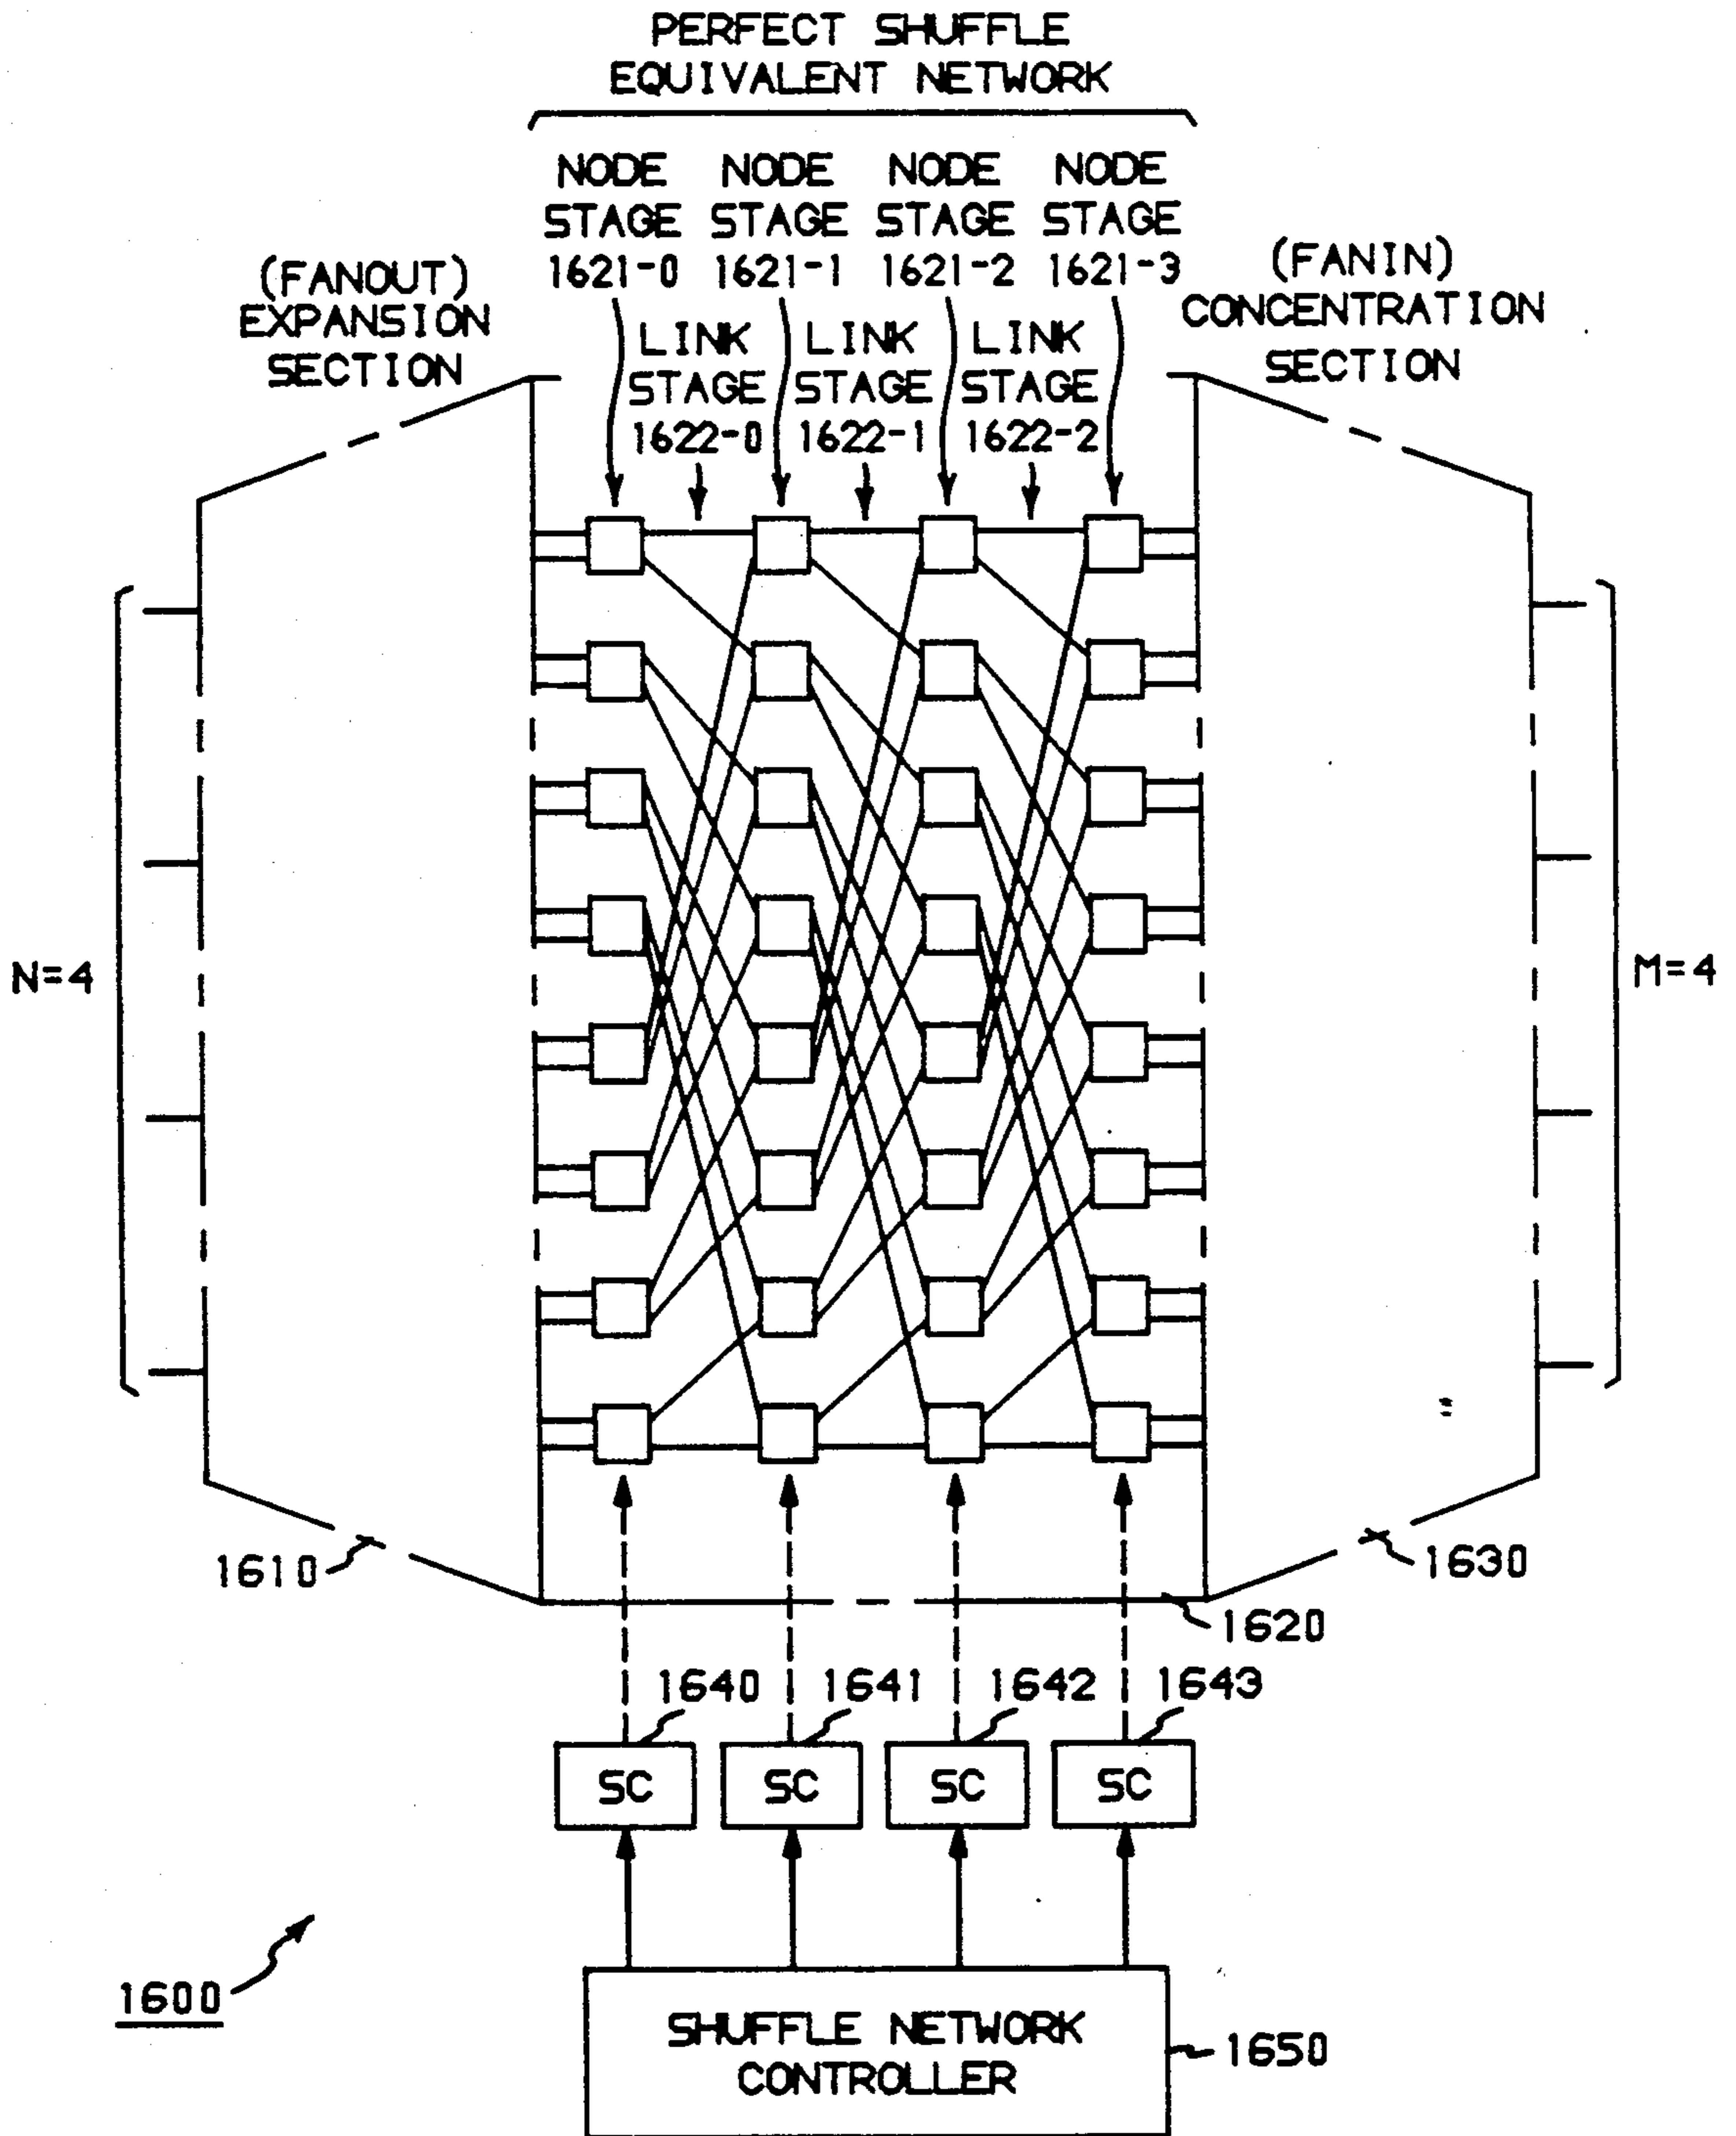 PERFECT SHUFFLE
EQUIVALENT NETWORK
NODE NODE NODE NODE
STAGE STAGE STAGE STAGE
1621-0 1621-1 1621-2 1621-3
(FANOUT)
EXPANSION
SECTION
(FANIN)
CONCENTRATION
SECTION
LINK LINK LINK
STAGE STAGE STAGE
1622-0 1622-1 1622-2
N=4
M=4
1610
1630
1620
1640 1641 1642 1643
SC SC SC SC
1600
SHUFFLE NETWORK
CONTROLLER
1650